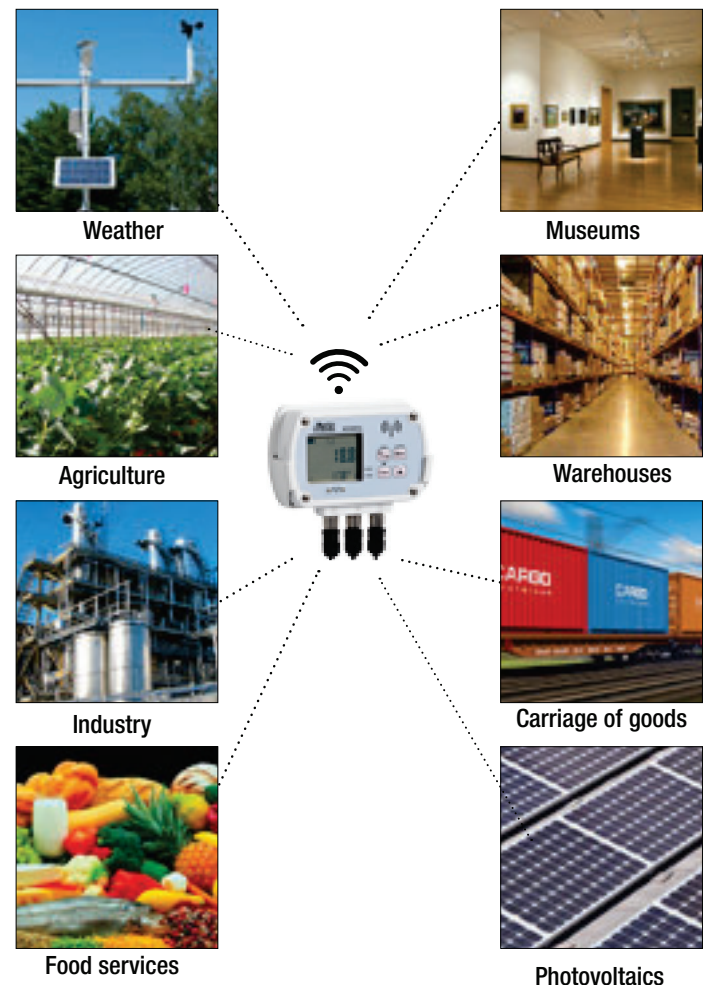 Weather
Museums
Agriculture
Warehouses
CARGO
CARGO
Industry
Carriage of goods
Food services
Photovoltaics